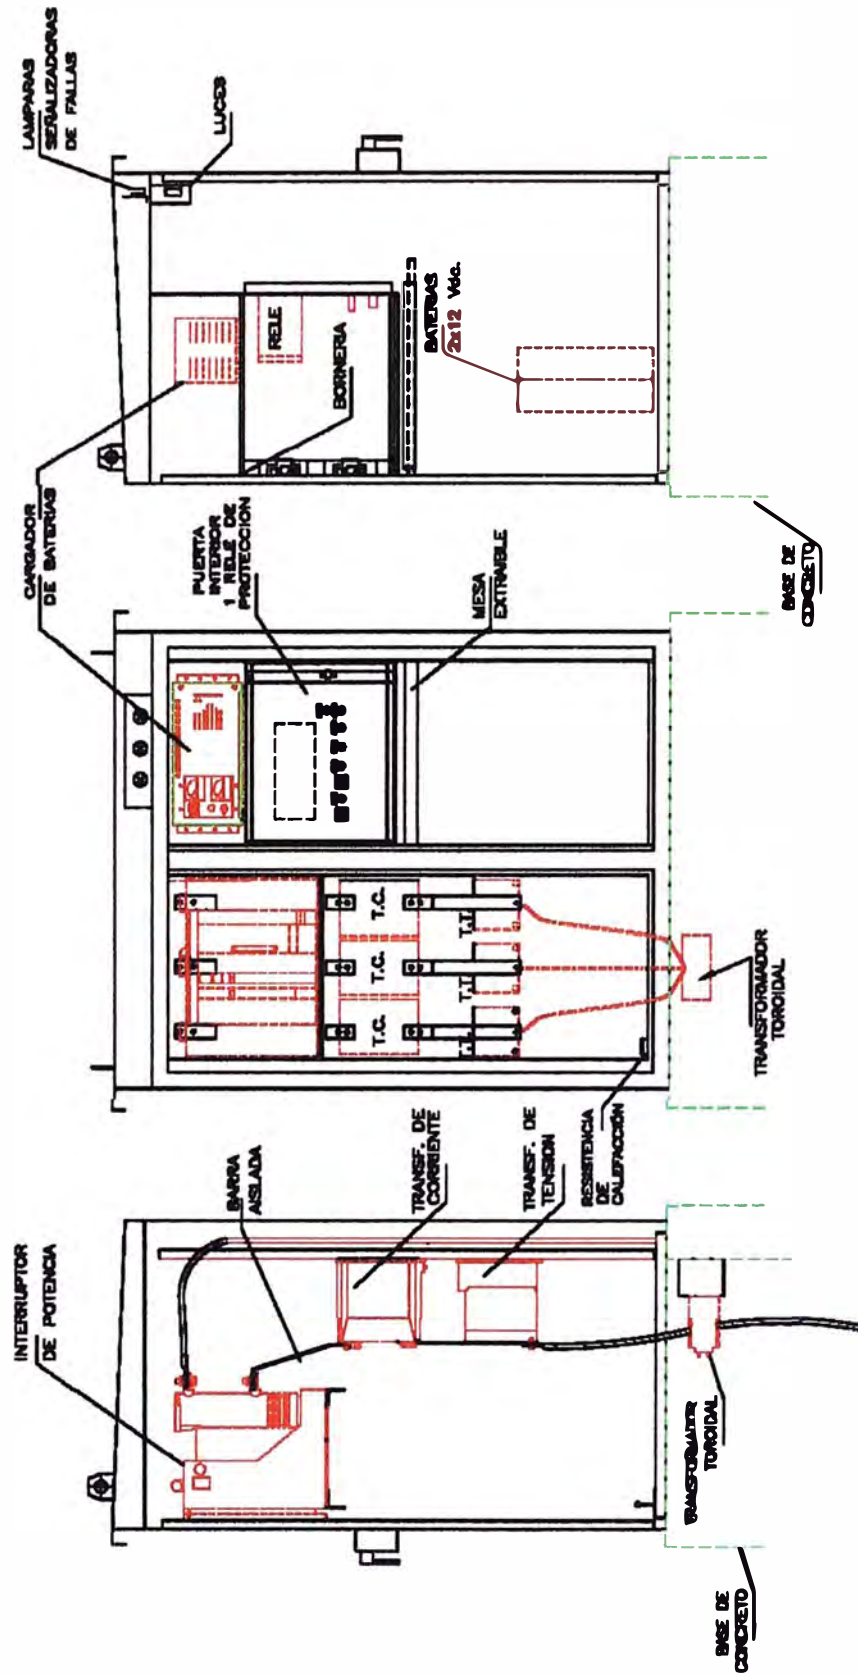 INTERRUPTOR
DE POTENCIA
BARRA
AISLADA
TRANSF. DE
CORRIENTE
TRANSF. DE
TENSION
RESISTENCIA
DE
CALEFACCIÓN
TRANSFORMADOR
TOROIDAL
BASE DE
CONCRETO
CARGADOR
DE BATERIAS
PUERTA
INTERIOR
1 RELE DE
PROTECCION
MESA
EXTRAIBLE
T.C.
T.C.
T.C.
T.T.
T.T.
T.T.
TRANSFORMADOR
TOROIDAL
LAMPARAS
SEÑALIZADORAS
DE FALLAS
LUCES
RELE
BORNERIA
BATERIAS
2x12 Vdc.
BASE DE
CONCRETO